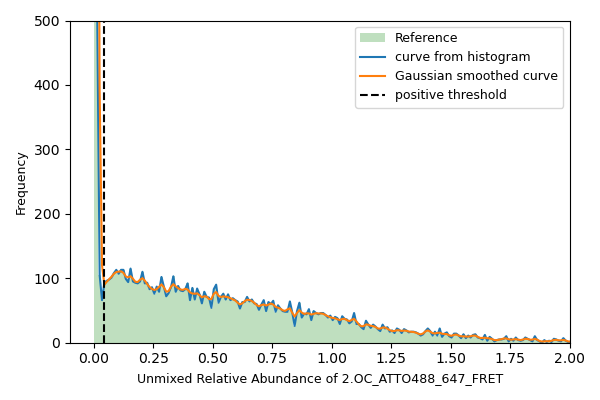 500
400
300
200
100
0
Frequency
Reference
curve from histogram
Gaussian smoothed curve
positive threshold
0.00 0.25 0.50 0.75 1.00 1.25 1.50 1.75 2.00
Unmixed Relative Abundance of 2.OC_ATTO488_647_FRET